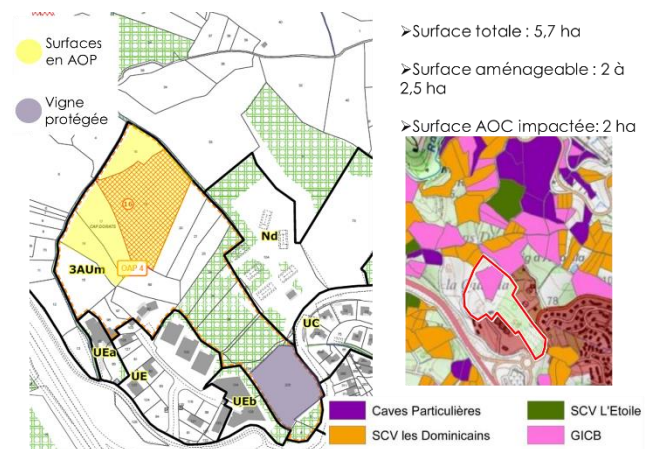 Surfaces
en AOP
Vigne
protégée
➤Surface totale : 5,7 ha
➤Surface aménageable : 2 à
2,5 ha
➤Surface AOC impactée: 2 ha
Nd
3AUm
OAP 4
UC
UEa
UE
UEb
78
Caves Particulières
SCV L'Etoile
SCV les Dominicains
GICB